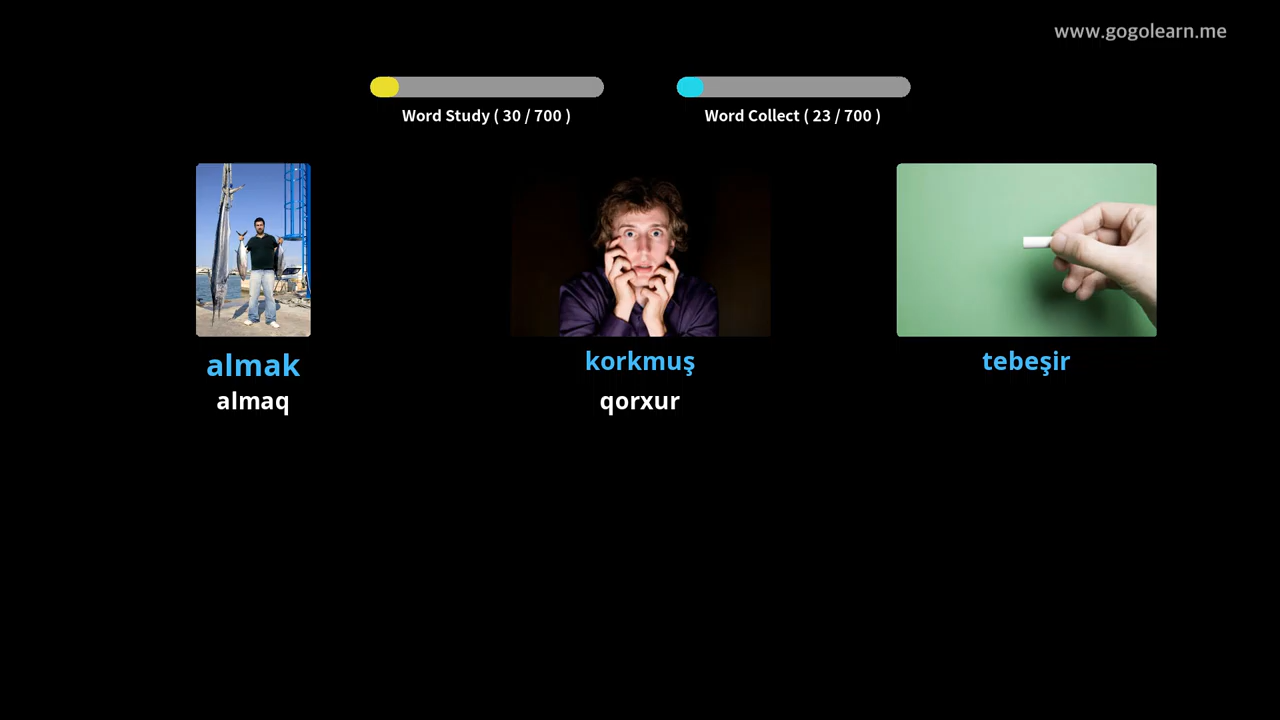 www.gogolearn.me
Word Study ( 30 / 700 )
Word Collect ( 23 / 700 )
almak
almaq
korkmuş
qorxur
tebeşir